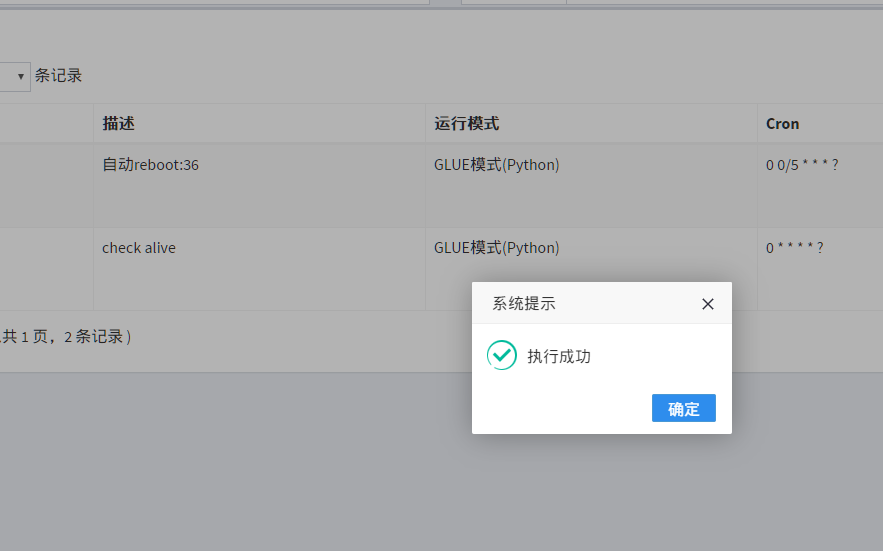 条记录
描述 运行模式 Cron
自动reboot:36 GLUE模式(Python) 0 0/5 * * * ?
check alive GLUE模式(Python) 0 * * * * ?
共 1 页，2 条记录 )
系统提示
执行成功
确定